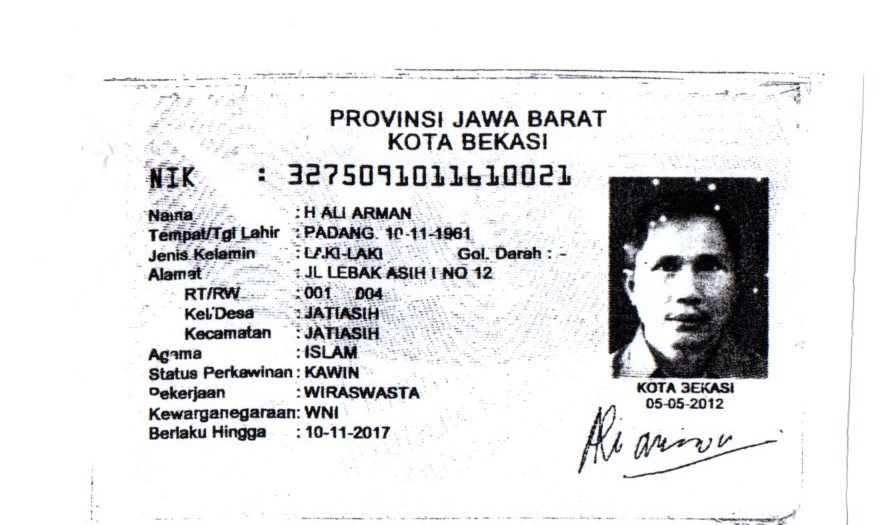 PROVINSI JAWA BARAT
KOTA BEKASI
NIK : 3275091011610021
Nama : H ALI ARMAN
Tempat/Tgl Lahir : PADANG, 10-11-1961
Jenis Kelamin : LAKI-LAKI Gol. Darah : -
Alamat : JL LEBAK ASIH I NO 12
RT/RW : 001 004
Kel/Desa : JATIASIH
Kecamatan : JATIASIH
Agama : ISLAM
Status Perkawinan : KAWIN
Pekerjaan : WIRASWASTA
Kewarganegaraan: WNI
Berlaku Hingga : 10-11-2017
KOTA BEKASI
05-05-2012